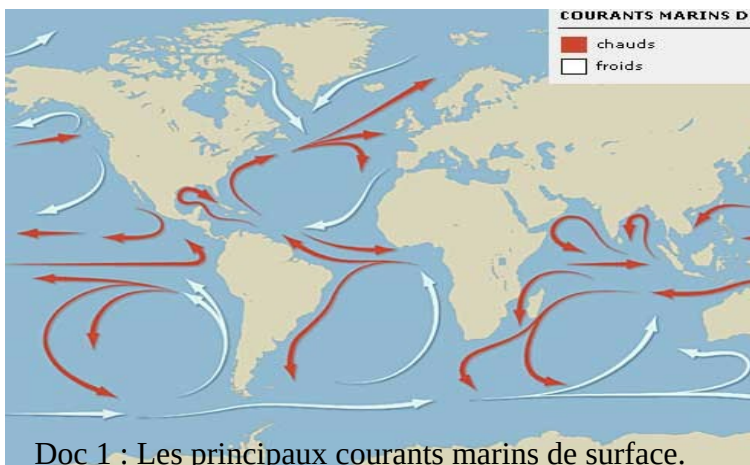 COURANTS MARINS D
chauds
froids
Doc 1 : Les principaux courants marins de surface.